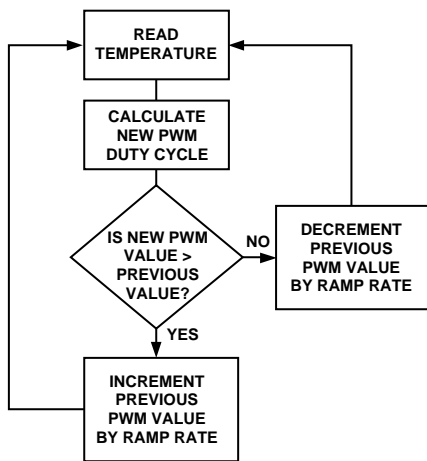 READ
TEMPERATURE
CALCULATE
NEW PWM
DUTY CYCLE
IS NEW PWM
VALUE >
PREVIOUS
VALUE?
NO
DECREMENT
PREVIOUS
PWM VALUE
BY RAMP RATE
YES
INCREMENT
PREVIOUS
PWM VALUE
BY RAMP RATE